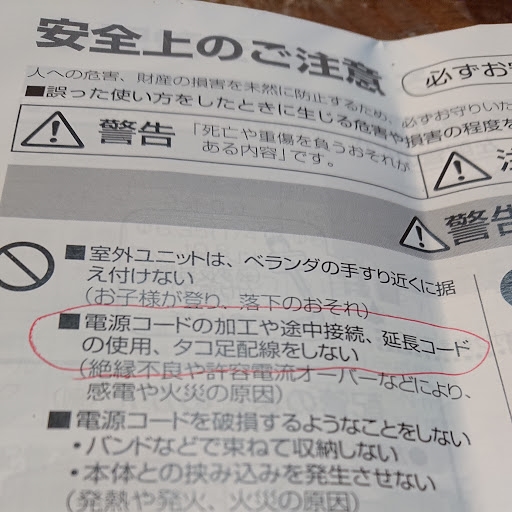 安全上のご注意
必ずお守
人への危害、財産の損害を未然に防止するため、必ずお守りいた
■誤った使い方をしたときに生じる危害や損害の程度を
警告
「死亡や重傷を負うおそれが
ある内容」です。
警告
■室外ユニットは、ベランダの手すり近くに据
え付けない
(お子様が登り、落下のおそれ)
■電源コードの加工や途中接続、延長コード
の使用、タコ足配線をしない
(絶縁不良や許容電流オーバーなどにより、
感電や火災の原因)
■電源コードを破損するようなことをしない
・バンドなどで束ねて収納しない
・本体との挟み込みを発生させない
(発熱や発火、火災の原因)